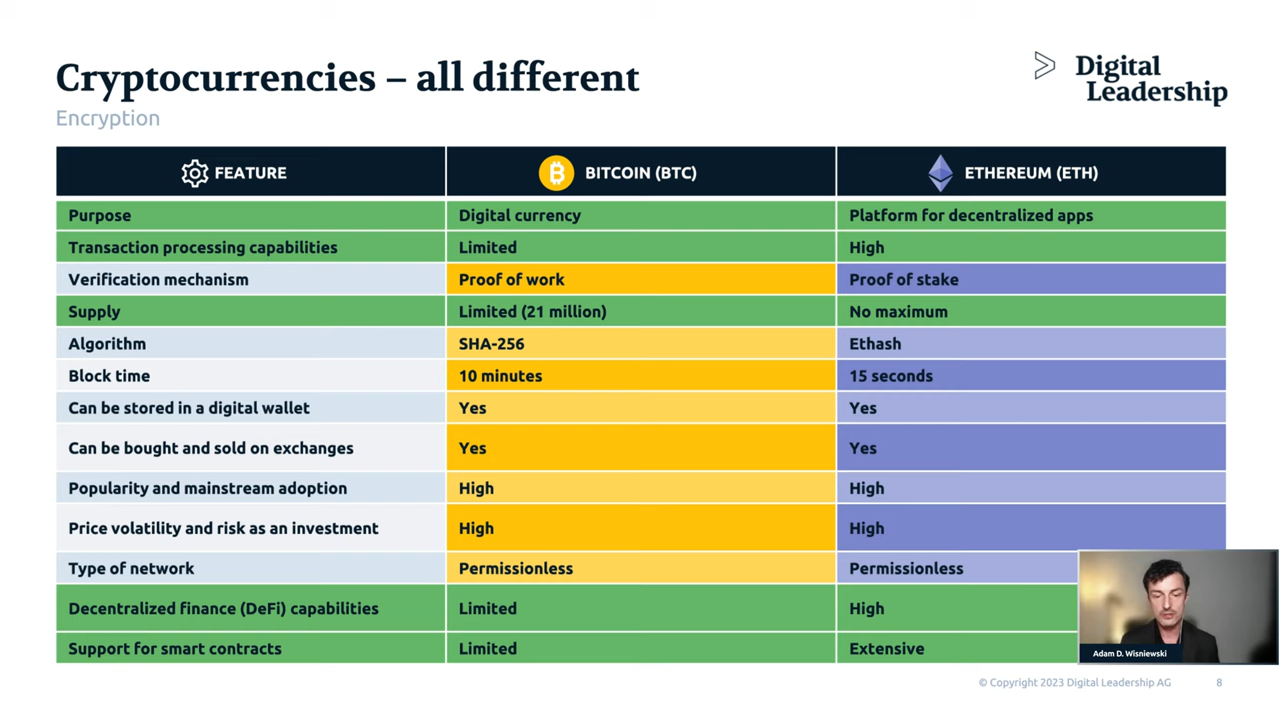 Cryptocurrencies – all different
Encryption
Digital
Leadership
FEATURE BITCOIN (BTC) ETHEREUM (ETH)
Purpose Digital currency Platform for decentralized apps
Transaction processing capabilities Limited High
Verification mechanism Proof of work Proof of stake
Supply Limited (21 million) No maximum
Algorithm SHA-256 Ethash
Block time 10 minutes 15 seconds
Can be stored in a digital wallet Yes Yes
Can be bought and sold on exchanges Yes Yes
Popularity and mainstream adoption High High
Price volatility and risk as an investment High High
Type of network Permissionless Permissionless
Decentralized finance (DeFi) capabilities Limited High
Support for smart contracts Limited Extensive
Adam D. Wisniewski
© Copyright 2023 Digital Leadership AG 8